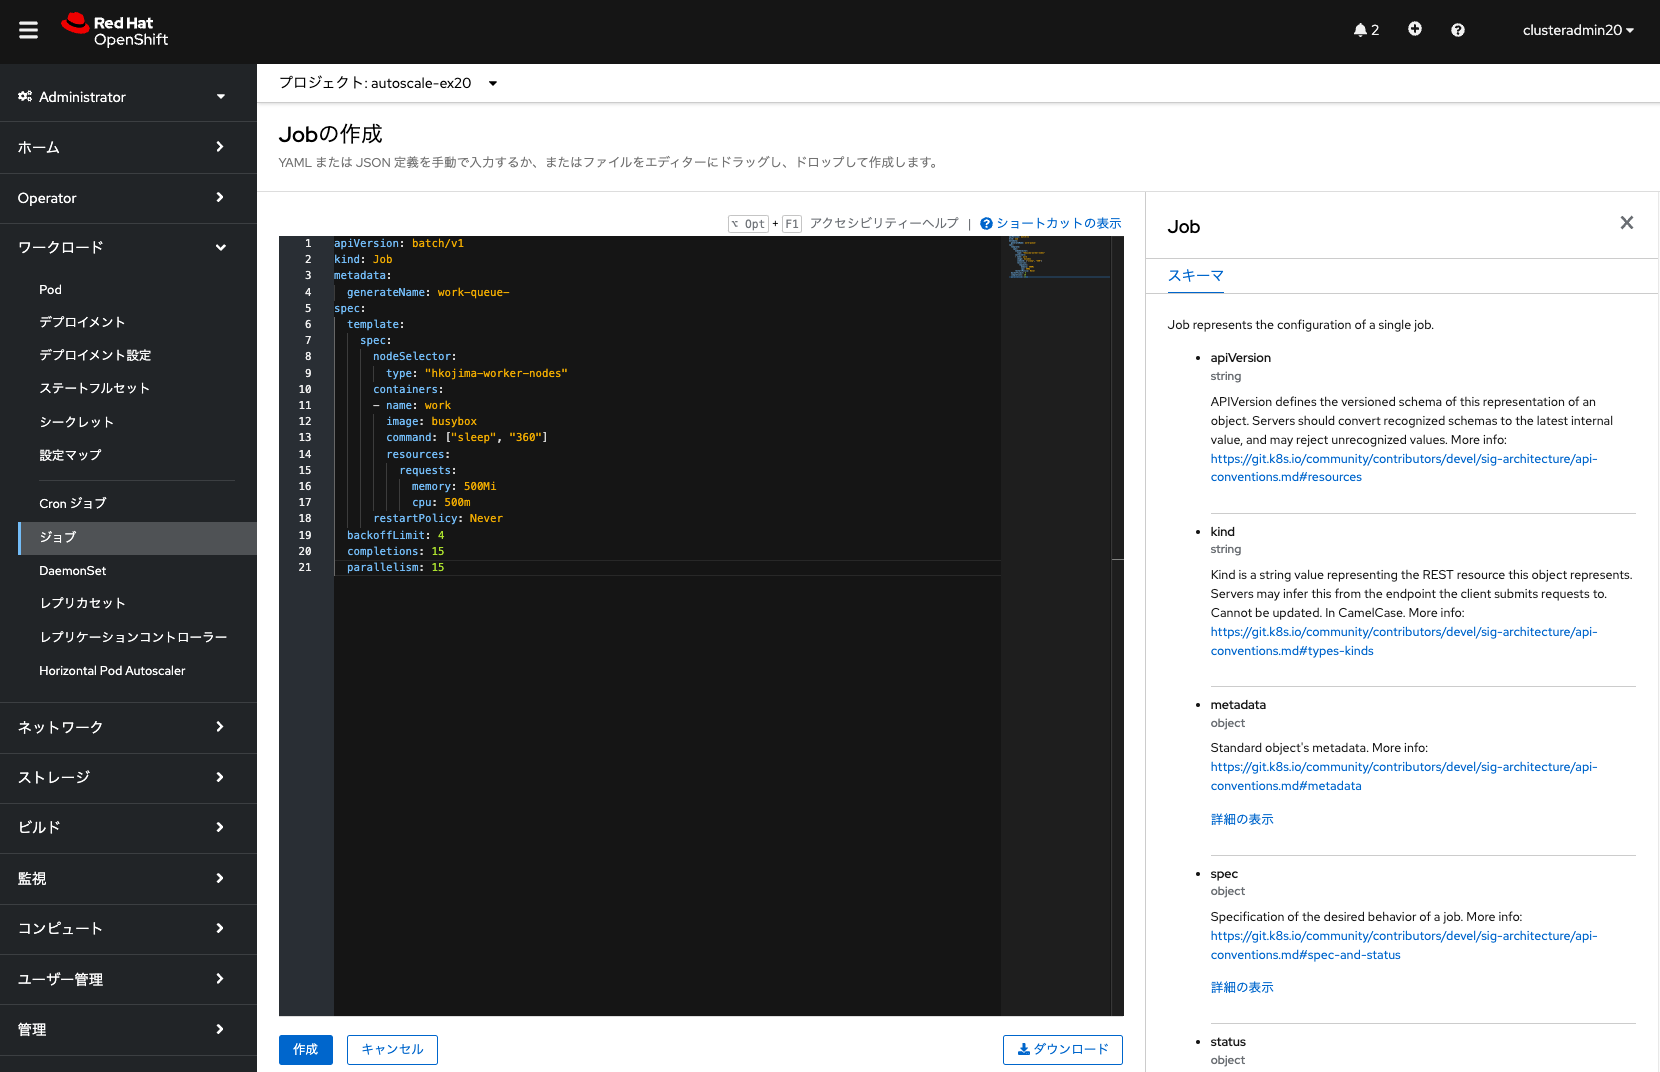 Red Hat
OpenShift
2
clusteradmin20
Administrator
ホーム
Operator
ワークロード
Pod
デプロイメント
デプロイメント設定
ステートフルセット
シークレット
設定マップ
Cron ジョブ
ジョブ
DaemonSet
レプリカセット
レプリケーションコントローラー
Horizontal Pod Autoscaler
ネットワーク
ストレージ
ビルド
監視
コンピュート
ユーザー管理
管理
プロジェクト: autoscale-ex20
Jobの作成
YAML または JSON 定義を手動で入力するか、またはファイルをエディターにドラッグし、ドロップして作成します。
⌥ Opt + F1 アクセシビリティーヘルプ | ショートカットの表示
1 apiVersion: batch/v1
2 kind: Job
3 metadata:
4   generateName: work-queue-
5 spec:
6   template:
7     spec:
8       nodeSelector:
9         type: "hkojima-worker-nodes"
10       containers:
11       - name: work
12         image: busybox
13         command: ["sleep", "360"]
14         resources:
15           requests:
16             memory: 500Mi
17             cpu: 500m
18       restartPolicy: Never
19   backoffLimit: 4
20   completions: 15
21   parallelism: 15
作成
キャンセル
ダウンロード
Job
スキーマ
Job represents the configuration of a single job.
• apiVersion
string
APIVersion defines the versioned schema of this representation of an
object. Servers should convert recognized schemas to the latest internal
value, and may reject unrecognized values. More info:
https://git.k8s.io/community/contributors/devel/sig-architecture/api-
conventions.md#resources
• kind
string
Kind is a string value representing the REST resource this object represents.
Servers may infer this from the endpoint the client submits requests to.
Cannot be updated. In CamelCase. More info:
https://git.k8s.io/community/contributors/devel/sig-architecture/api-
conventions.md#types-kinds
• metadata
object
Standard object's metadata. More info:
https://git.k8s.io/community/contributors/devel/sig-architecture/api-
conventions.md#metadata
詳細の表示
• spec
object
Specification of the desired behavior of a job. More info:
https://git.k8s.io/community/contributors/devel/sig-architecture/api-
conventions.md#spec-and-status
詳細の表示
• status
object